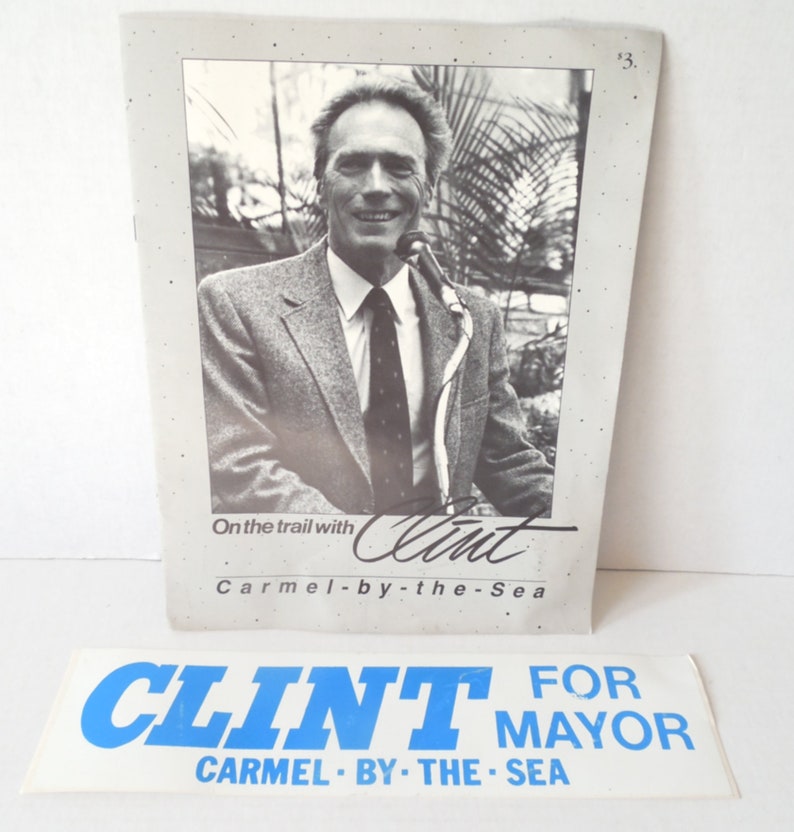 $3.
On the trail with Clint
Carmel-by-the-Sea
CLINT FOR MAYOR
CARMEL · BY · THE · SEA